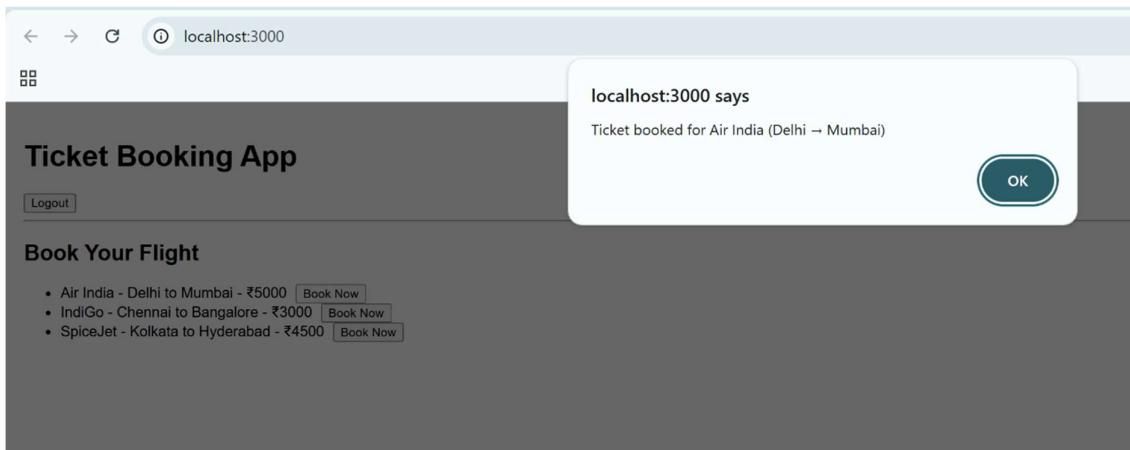 localhost:3000
localhost:3000 says
Ticket booked for Air India (Delhi → Mumbai)
OK
Ticket Booking App
Logout
Book Your Flight
• Air India - Delhi to Mumbai - ₹5000 Book Now
• IndiGo - Chennai to Bangalore - ₹3000 Book Now
• SpiceJet - Kolkata to Hyderabad - ₹4500 Book Now